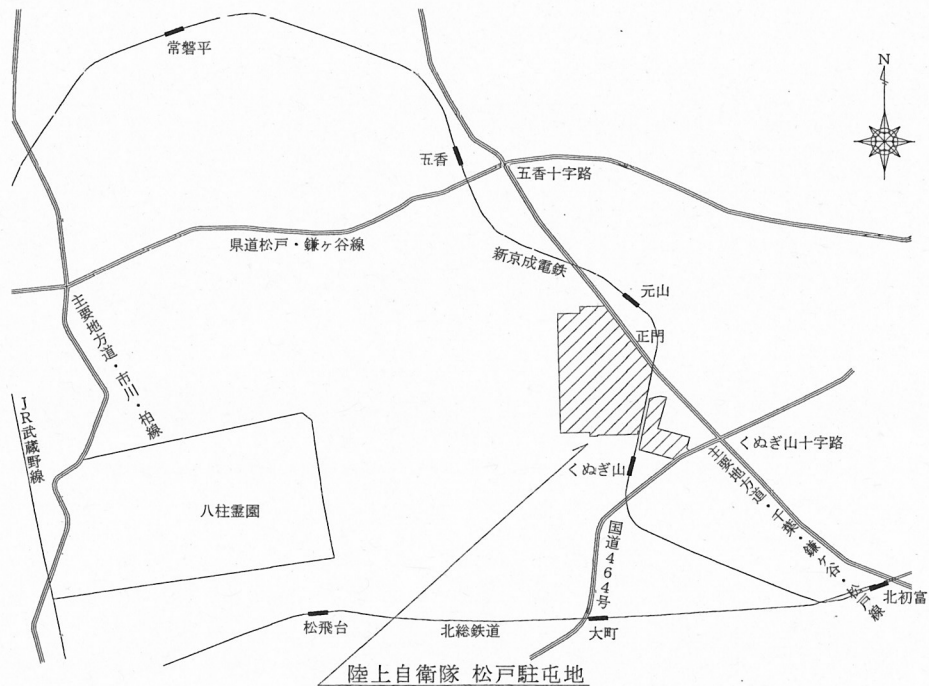 常磐平
N
五香
五香十字路
県道松戸・鎌ヶ谷線
新京成電鉄
元山
主要地方道・市川・柏線
正門
JR武蔵野線
くぬぎ山十字路
くぬぎ山
主要地方道・千葉・鎌ヶ谷・松戸線
八柱霊園
国道464号
北初富
松飛台
北総鉄道
大町
陸上自衛隊 松戸駐屯地